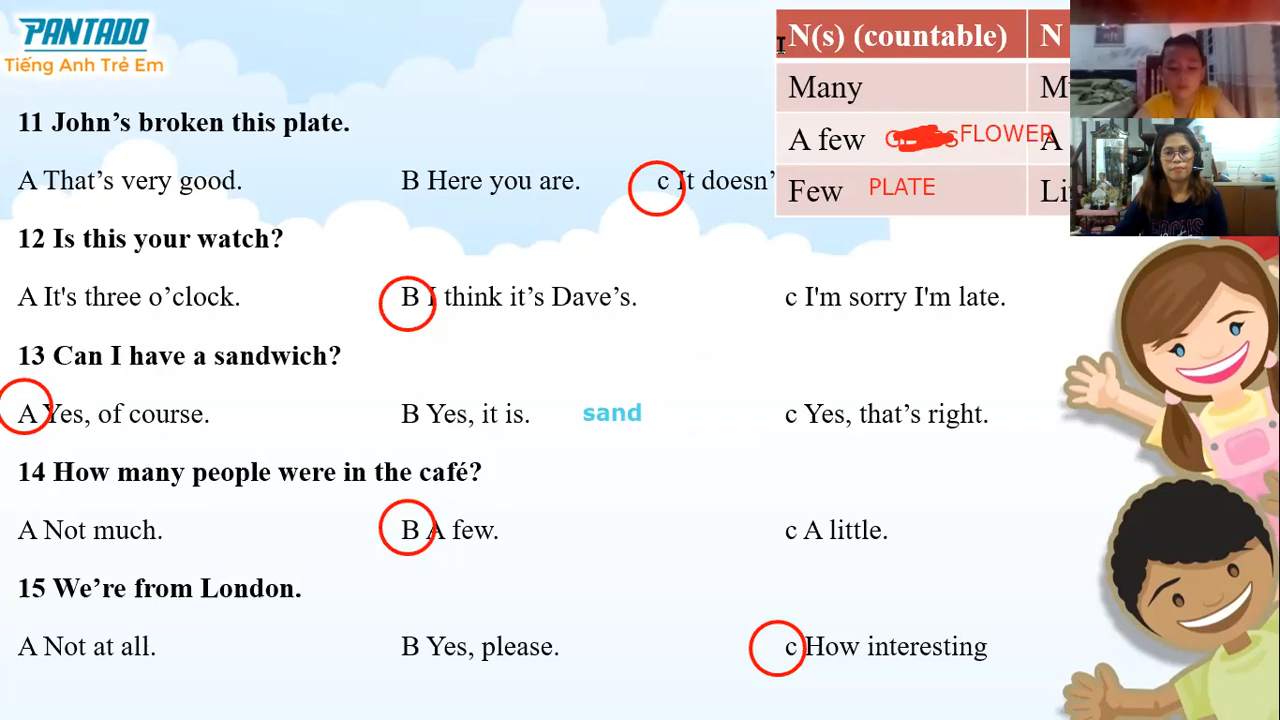 PANTADO
Tiếng Anh Trẻ Em
N(s) (countable) N
Many
A few FLOWER A
Few PLATE
11 John's broken this plate.
A That's very good. B Here you are. c It doesn'
12 Is this your watch?
A It's three o'clock. B I think it's Dave's. c I'm sorry I'm late.
13 Can I have a sandwich?
A Yes, of course. B Yes, it is. sand c Yes, that's right.
14 How many people were in the café?
A Not much. B A few. c A little.
15 We're from London.
A Not at all. B Yes, please. c How interesting